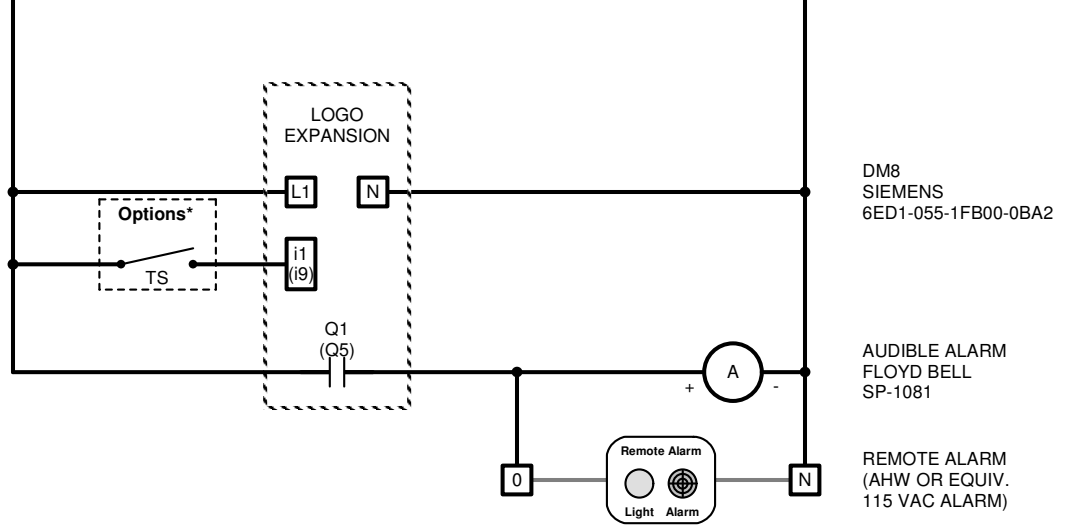 LOGO
EXPANSION
L1
N
DM8
SIEMENS
6ED1-055-1FB00-0BA2
Options*
TS
i1
(i9)
Q1
(Q5)
A
+
-
AUDIBLE ALARM
FLOYD BELL
SP-1081
0
Remote Alarm
Light Alarm
N
REMOTE ALARM
(AHW OR EQUIV.
115 VAC ALARM)